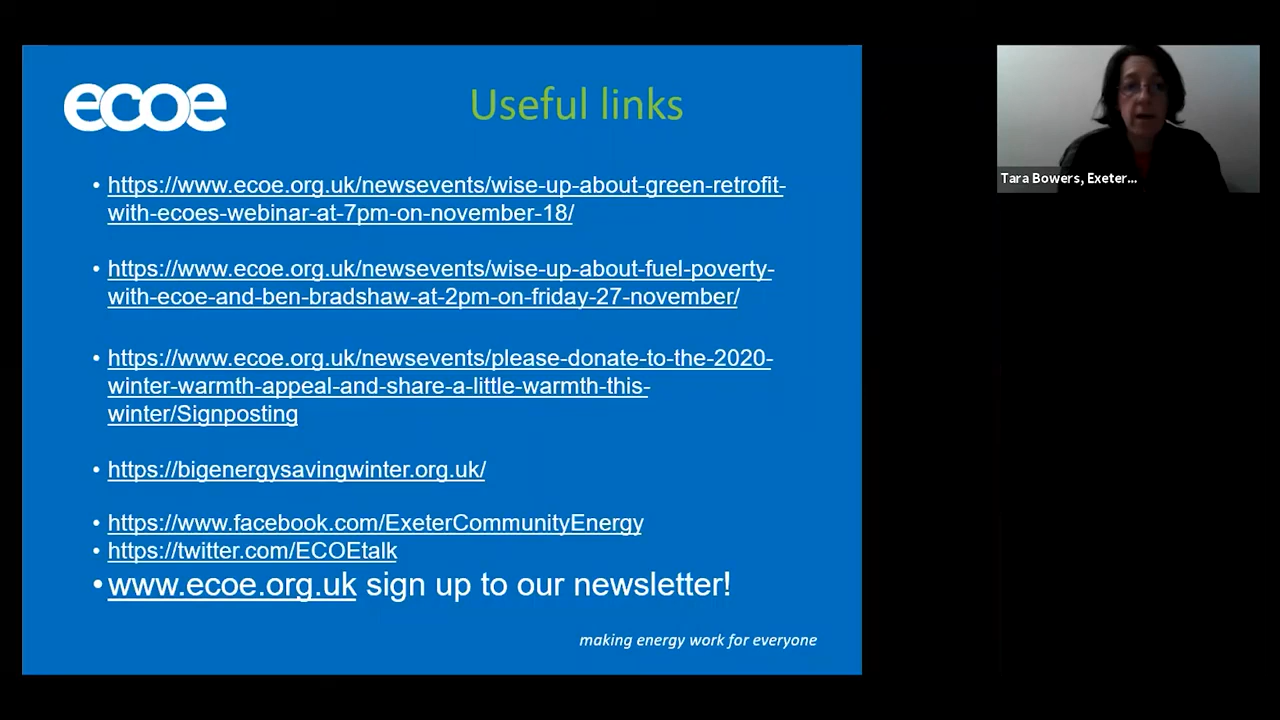 ecoe
Useful links
• https://www.ecoe.org.uk/newsevents/wise-up-about-green-retrofit-
with-ecoes-webinar-at-7pm-on-november-18/
• https://www.ecoe.org.uk/newsevents/wise-up-about-fuel-poverty-
with-ecoe-and-ben-bradshaw-at-2pm-on-friday-27-november/
• https://www.ecoe.org.uk/newsevents/please-donate-to-the-2020-
winter-warmth-appeal-and-share-a-little-warmth-this-
winter/Signposting
• https://bigenergysavingwinter.org.uk/
• https://www.facebook.com/ExeterCommunityEnergy
• https://twitter.com/ECOEtalk
• www.ecoe.org.uk sign up to our newsletter!
making energy work for everyone
Tara Bowers, Exeter...